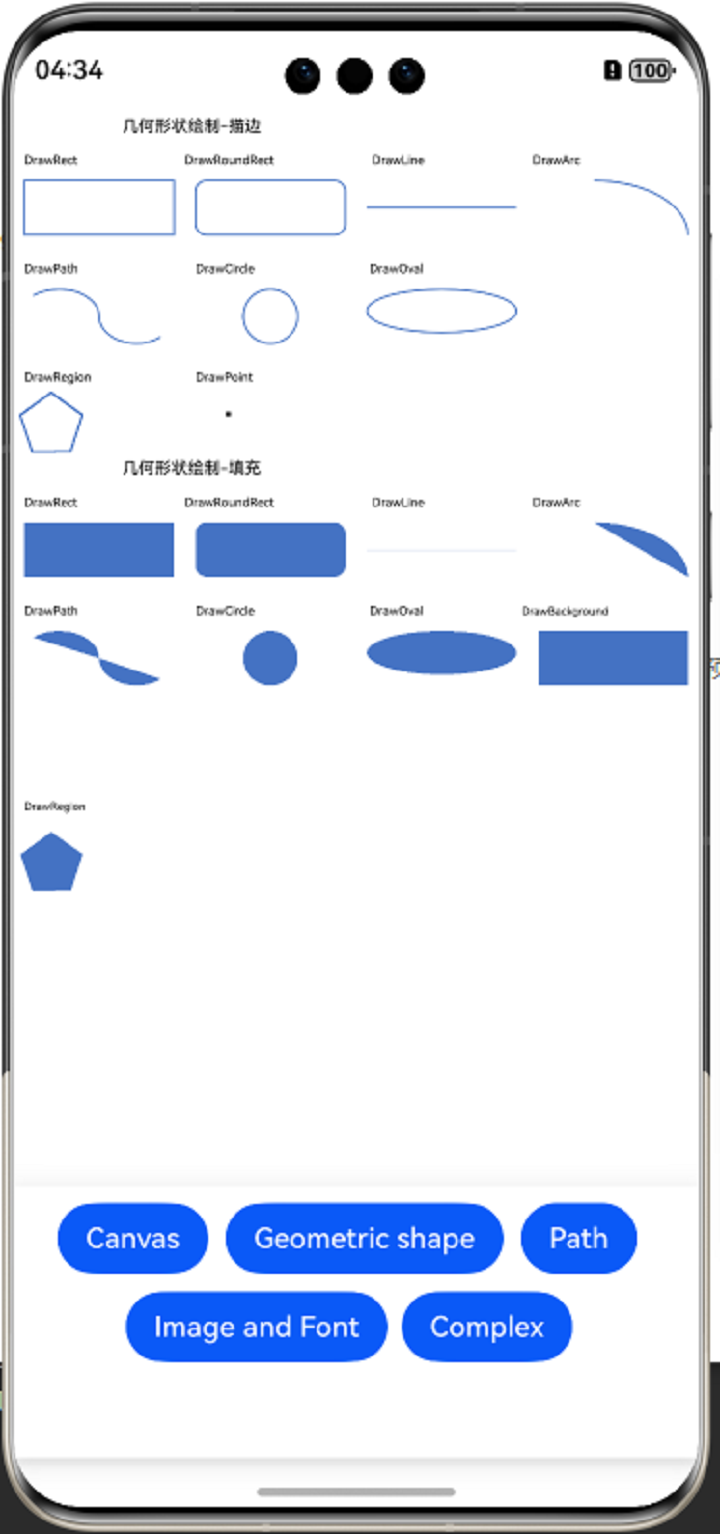 04:34
100
几何形状绘制-描边
DrawRect DrawRoundRect DrawLine DrawArc
DrawPath DrawCircle DrawOval
DrawRegion DrawPoint
几何形状绘制-填充
DrawRect DrawRoundRect DrawLine DrawArc
DrawPath DrawCircle DrawOval DrawBackground
DrawRegion
Canvas Geometric shape Path
Image and Font Complex